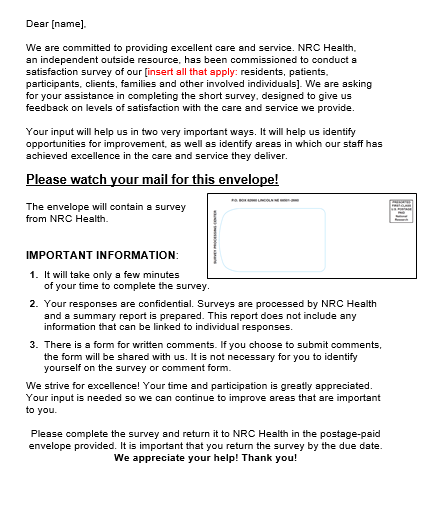 Dear [name],
We are committed to providing excellent care and service. NRC Health,
an independent outside resource, has been commissioned to conduct a
satisfaction survey of our [insert all that apply: residents, patients,
participants, clients, families and other involved individuals]. We are asking
for your assistance in completing the short survey, designed to give us
feedback on levels of satisfaction with the care and service we provide.
Your input will help us in two very important ways. It will help us identify
opportunities for improvement, as well as identify areas in which our staff has
achieved excellence in the care and service they deliver.
Please watch your mail for this envelope!
The envelope will contain a survey
from NRC Health.
SURVEY PROCESSING CENTER
P.O. BOX LINCOLN NE
PRESORTED
FIRST-CLASS
U.S. POSTAGE
PAID
National
Research
IMPORTANT INFORMATION:
1. It will take only a few minutes
of your time to complete the survey.
2. Your responses are confidential. Surveys are processed by NRC Health
and a summary report is prepared. This report does not include any
information that can be linked to individual responses.
3. There is a form for written comments. If you choose to submit comments,
the form will be shared with us. It is not necessary for you to identify
yourself on the survey or comment form.
We strive for excellence! Your time and participation is greatly appreciated.
Your input is needed so we can continue to improve areas that are important
to you.
Please complete the survey and return it to NRC Health in the postage-paid
envelope provided. It is important that you return the survey by the due date.
We appreciate your help! Thank you!